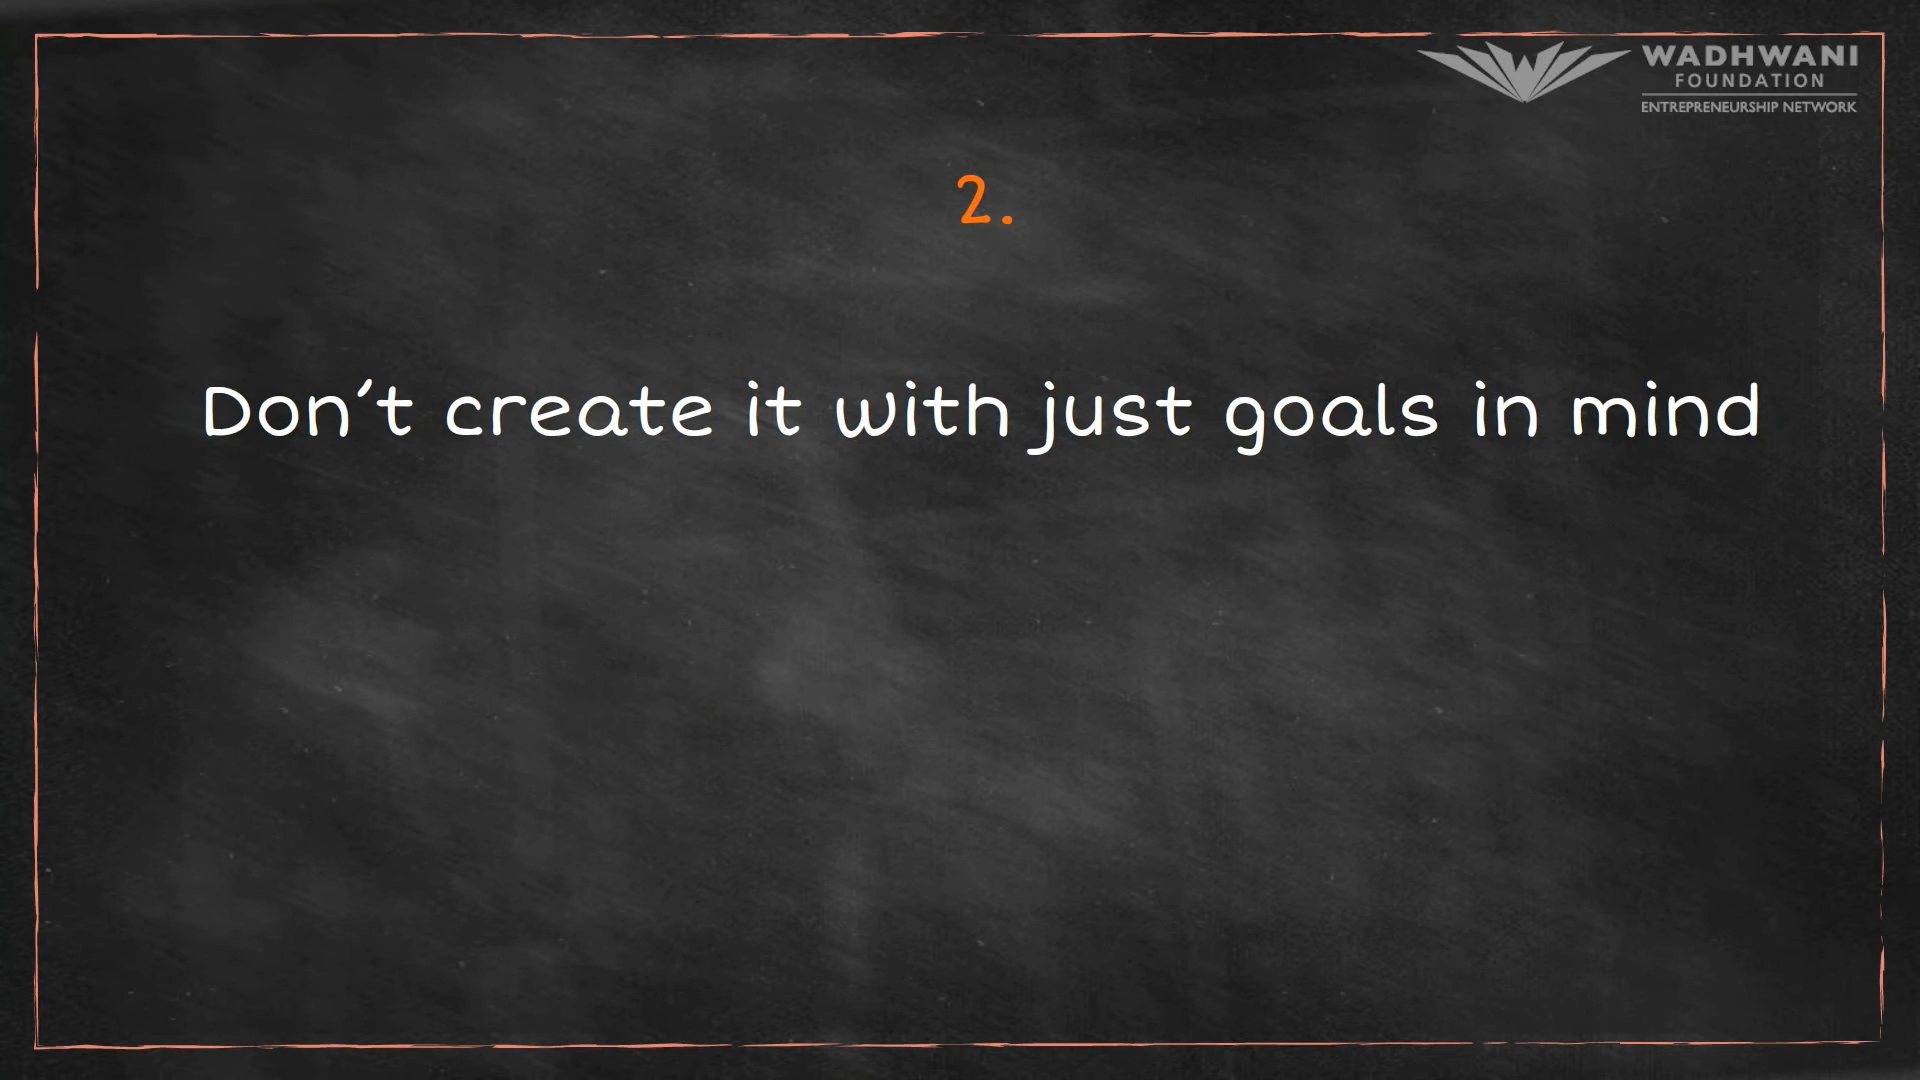 WADHWANI
FOUNDATION
ENTREPRENEURSHIP NETWORK
2.
Don't create it with just goals in mind